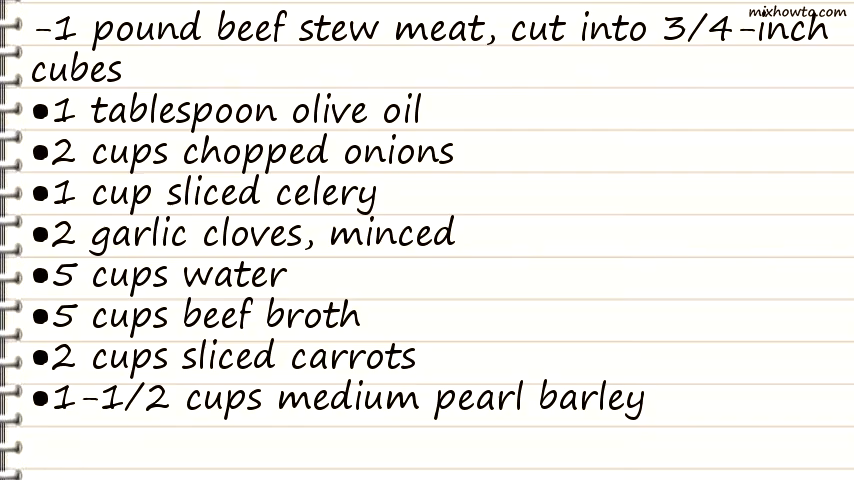 mixhowto.com
-1 pound beef stew meat, cut into 3/4-inch
cubes
●1 tablespoon olive oil
●2 cups chopped onions
●1 cup sliced celery
●2 garlic cloves, minced
●5 cups water
●5 cups beef broth
●2 cups sliced carrots
●1-1/2 cups medium pearl barley